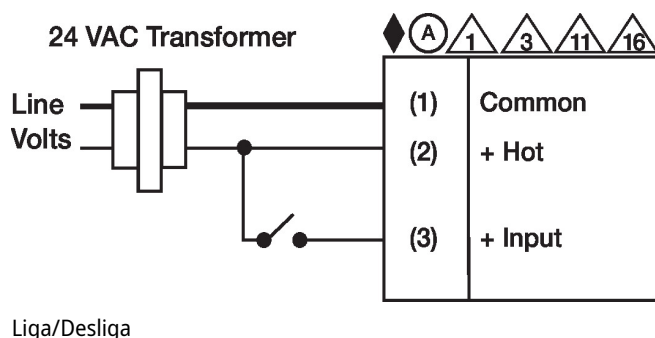 24 VAC Transformer
A 1 3 11 16
Line Volts
(1) Common
(2) + Hot
(3) + Input
Liga/Desliga